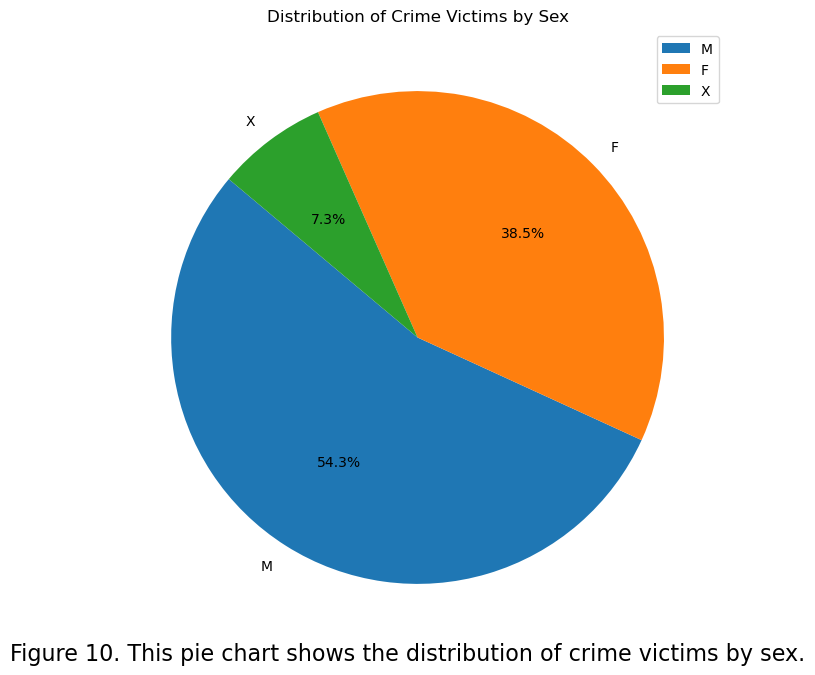 Distribution of Crime Victims by Sex
M
F
X
X
F
7.3%
38.5%
54.3%
M
Figure 10. This pie chart shows the distribution of crime victims by sex.